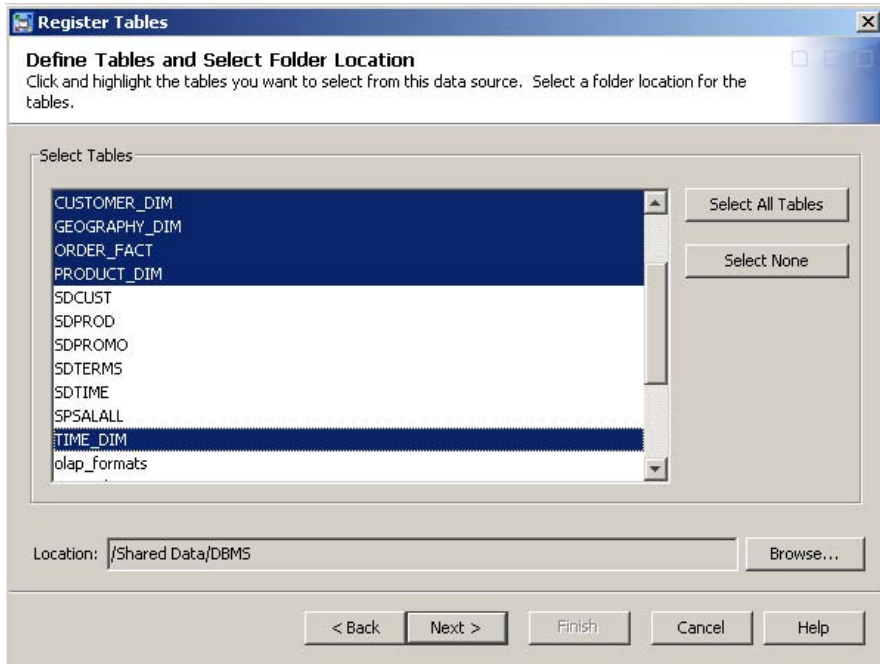 Register Tables
Define Tables and Select Folder Location
Click and highlight the tables you want to select from this data source. Select a folder location for the
tables.
Select Tables
CUSTOMER_DIM
GEOGRAPHY_DIM
ORDER_FACT
PRODUCT_DIM
SDCUST
SDPROD
SDPROMO
SDTERMS
SDTIME
SPSALALL
TIME_DIM
olap_formats
Select All Tables
Select None
Location: /Shared Data/DBMS
Browse...
< Back
Next >
Finish
Cancel
Help